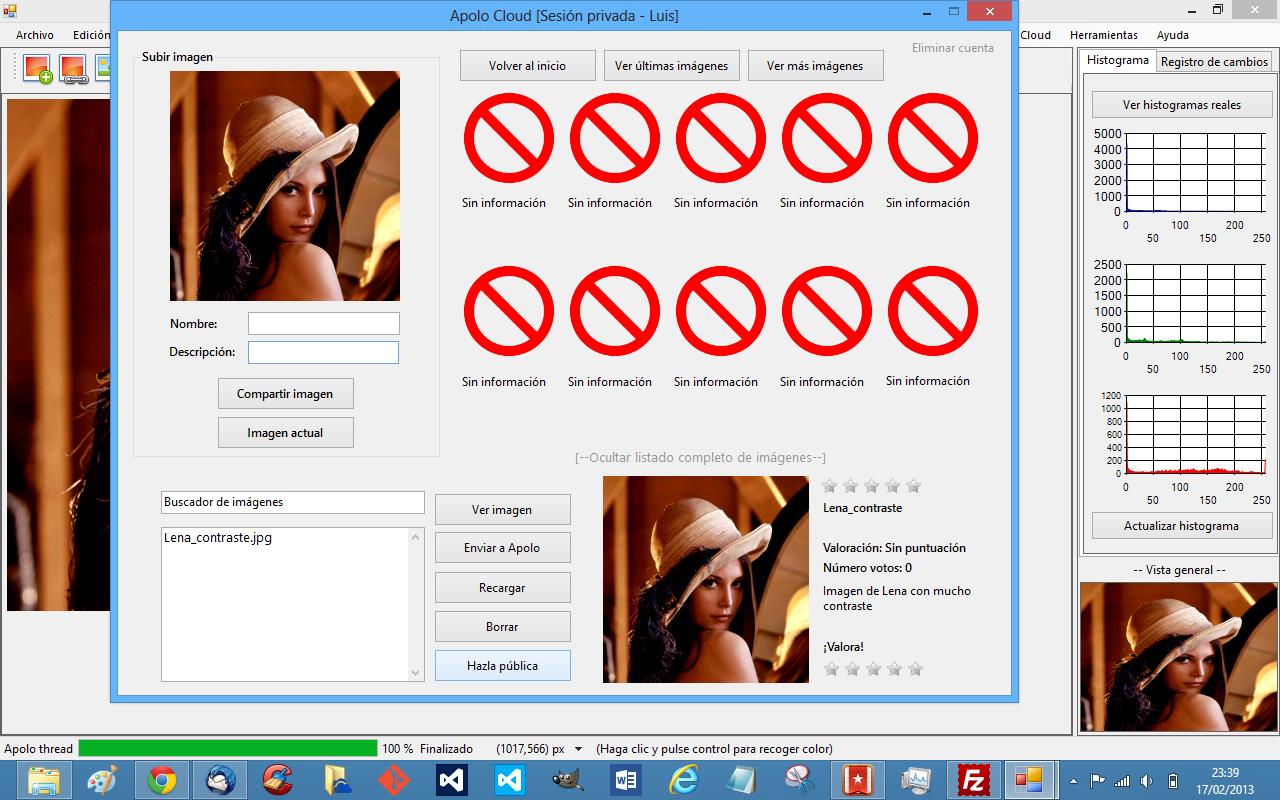 Apolo Cloud [Sesión privada - Luis]
Archivo
Edición
Cloud
Herramientas
Ayuda
Subir imagen
Nombre:
Descripción:
Compartir imagen
Imagen actual
Volver al inicio
Ver últimas imágenes
Ver más imágenes
Eliminar cuenta
Sin información Sin información Sin información Sin información Sin información
Sin información Sin información Sin información Sin información Sin información
[--Ocultar listado completo de imágenes--]
Buscador de imágenes
Lena_contraste.jpg
Ver imagen
Enviar a Apolo
Recargar
Borrar
Hazla pública
Lena_contraste
Valoración: Sin puntuación
Número votos: 0
Imagen de Lena con mucho
contraste
¡Valora!
Histograma
Registro de cambios
Ver histogramas reales
5000
4000
3000
2000
1000
0
0 100 200
50 150 250
2500
2000
1500
1000
500
0
0 100 200
50 150 250
1200
1000
800
600
400
200
0
0 100 200
50 150 250
Actualizar histograma
-- Vista general --
Apolo thread
100 % Finalizado
(1017,566) px
(Haga clic y pulse control para recoger color)
23:39
17/02/2013